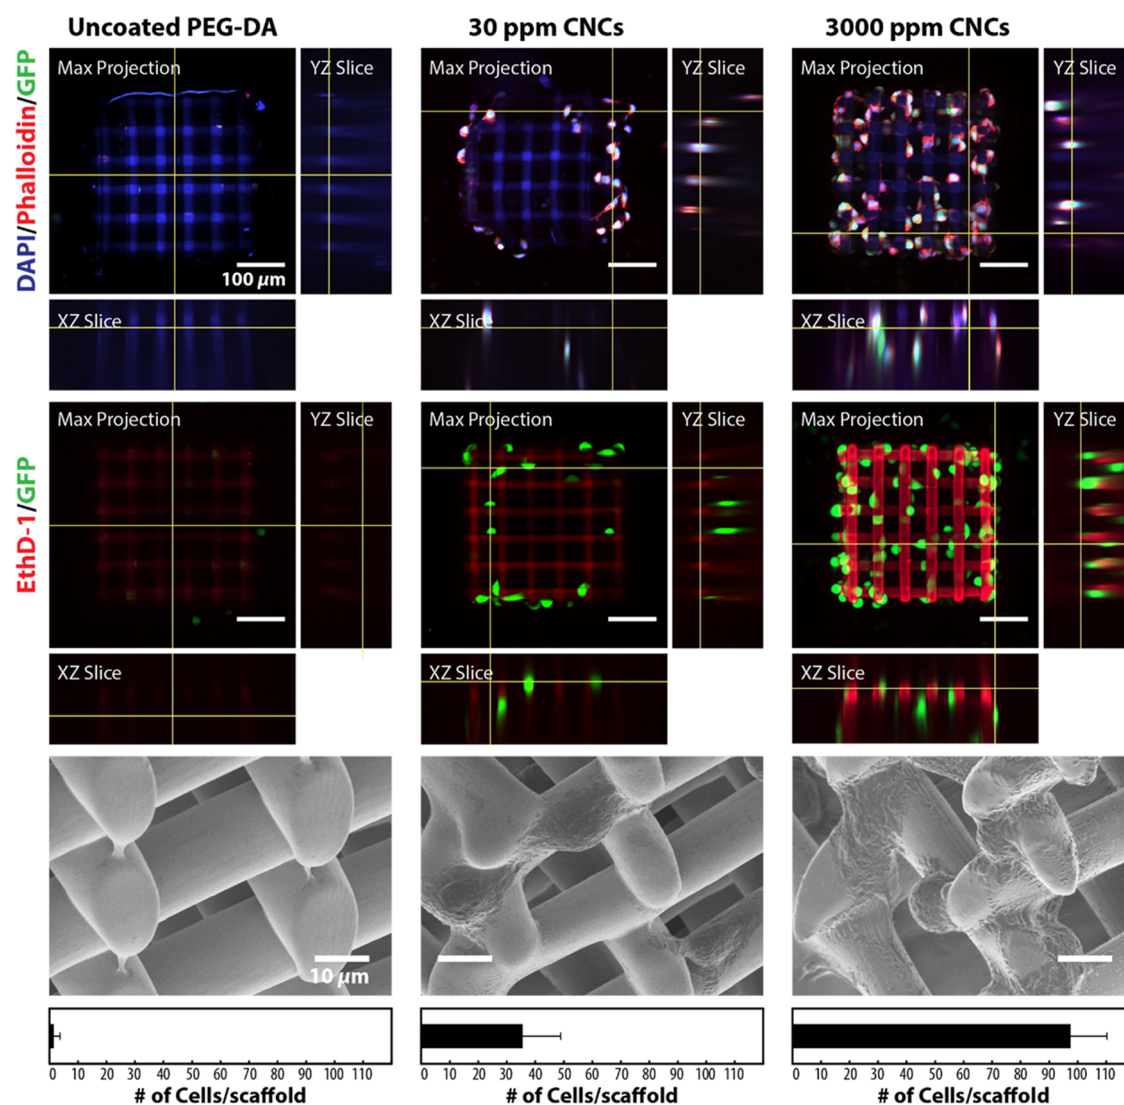 Uncoated PEG-DA
30 ppm CNCs
3000 ppm CNCs
DAPI/Phalloidin/GFP
Max Projection
YZ Slice
Max Projection
YZ Slice
Max Projection
YZ Slice
100 µm
XZ Slice
XZ Slice
XZ Slice
EthD-1/GFP
Max Projection
YZ Slice
Max Projection
YZ Slice
Max Projection
YZ Slice
XZ Slice
XZ Slice
XZ Slice
10 µm
0 10 20 30 40 50 60 70 80 90 100 110
0 10 20 30 40 50 60 70 80 90 100 110
0 10 20 30 40 50 60 70 80 90 100 110
# of Cells/scaffold
# of Cells/scaffold
# of Cells/scaffold